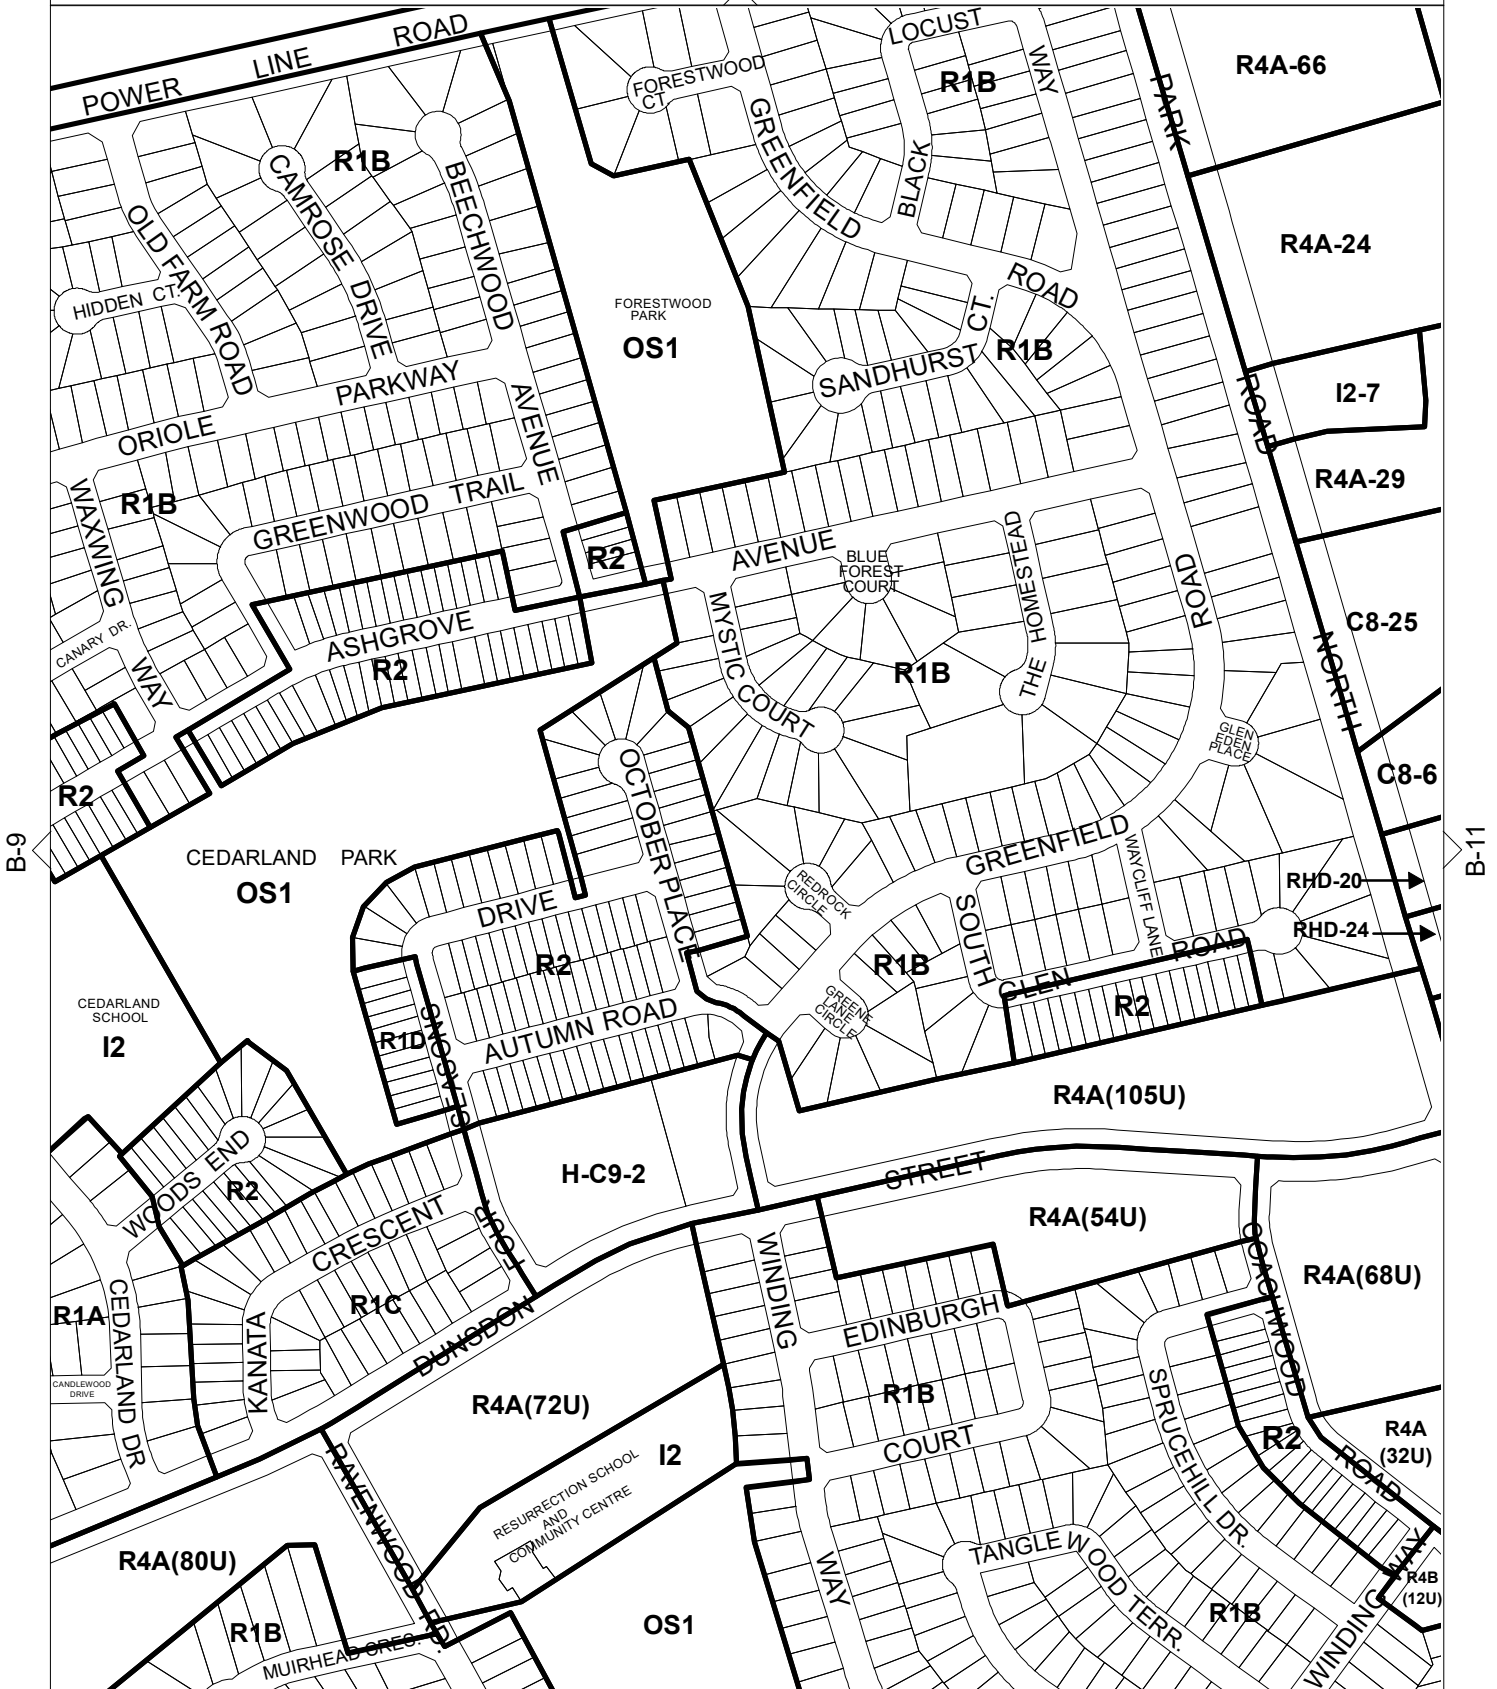 POWER LINE ROAD
LOCUST
WAY
PARK
R4A-66
FORESTWOOD
CT.
R1B
GREENFIELD
BLACK
R1B
CAMROSE
DRIVE
BEECHWOOD
OLD FARM ROAD
HIDDEN CT.
R4A-24
ROAD
FORESTWOOD
PARK
OS1
SANDHURST CT.
R1B
I2-7
ROAD
ORIOLE PARKWAY
AVENUE
R4A-29
WAXWING
R1B
GREENWOOD TRAIL
R2
AVENUE
BLUE
FOREST
COURT
THE HOMESTEAD
ROAD
C8-25
NORTH
CANARY DR.
WAY
ASHGROVE
R2
MYSTIC COURT
R1B
GLEN
EDEN
PLACE
C8-6
R2
OCTOBER PLACE
B-9
B-11
CEDARLAND PARK
OS1
GREENFIELD
WAYCLIFF LANE
REDROCK
CIRCLE
RHD-20
RHD-24
DRIVE
R2
SOUTH
GLEN ROAD
R1B
R2
CEDARLAND
SCHOOL
I2
R1D
SEASONS
AUTUMN ROAD
GREENE
LANE
CIRCLE
R4A(105U)
WOODS END
R2
H-C9-2
STREET
R4A(54U)
CRESCENT
FOUR
WINDING
COACHWOOD
R4A(68U)
R1A
CEDARLAND DR
KANATA
R1C
DUNSDON
EDINBURGH
CANDLEWOOD
DRIVE
R4A(72U)
R1B
SPRUCEHILL DR.
R2
R4A
(32U)
ROAD
COURT
I2
RESURRECTION SCHOOL
AND
COMMUNITY CENTRE
RAVENWOOD RD.
R4A(80U)
TANGLEWOOD TERR.
WAY
R4B
(12U)
R1B
OS1
R1B
WINDING WAY
MUIRHEAD CRES.